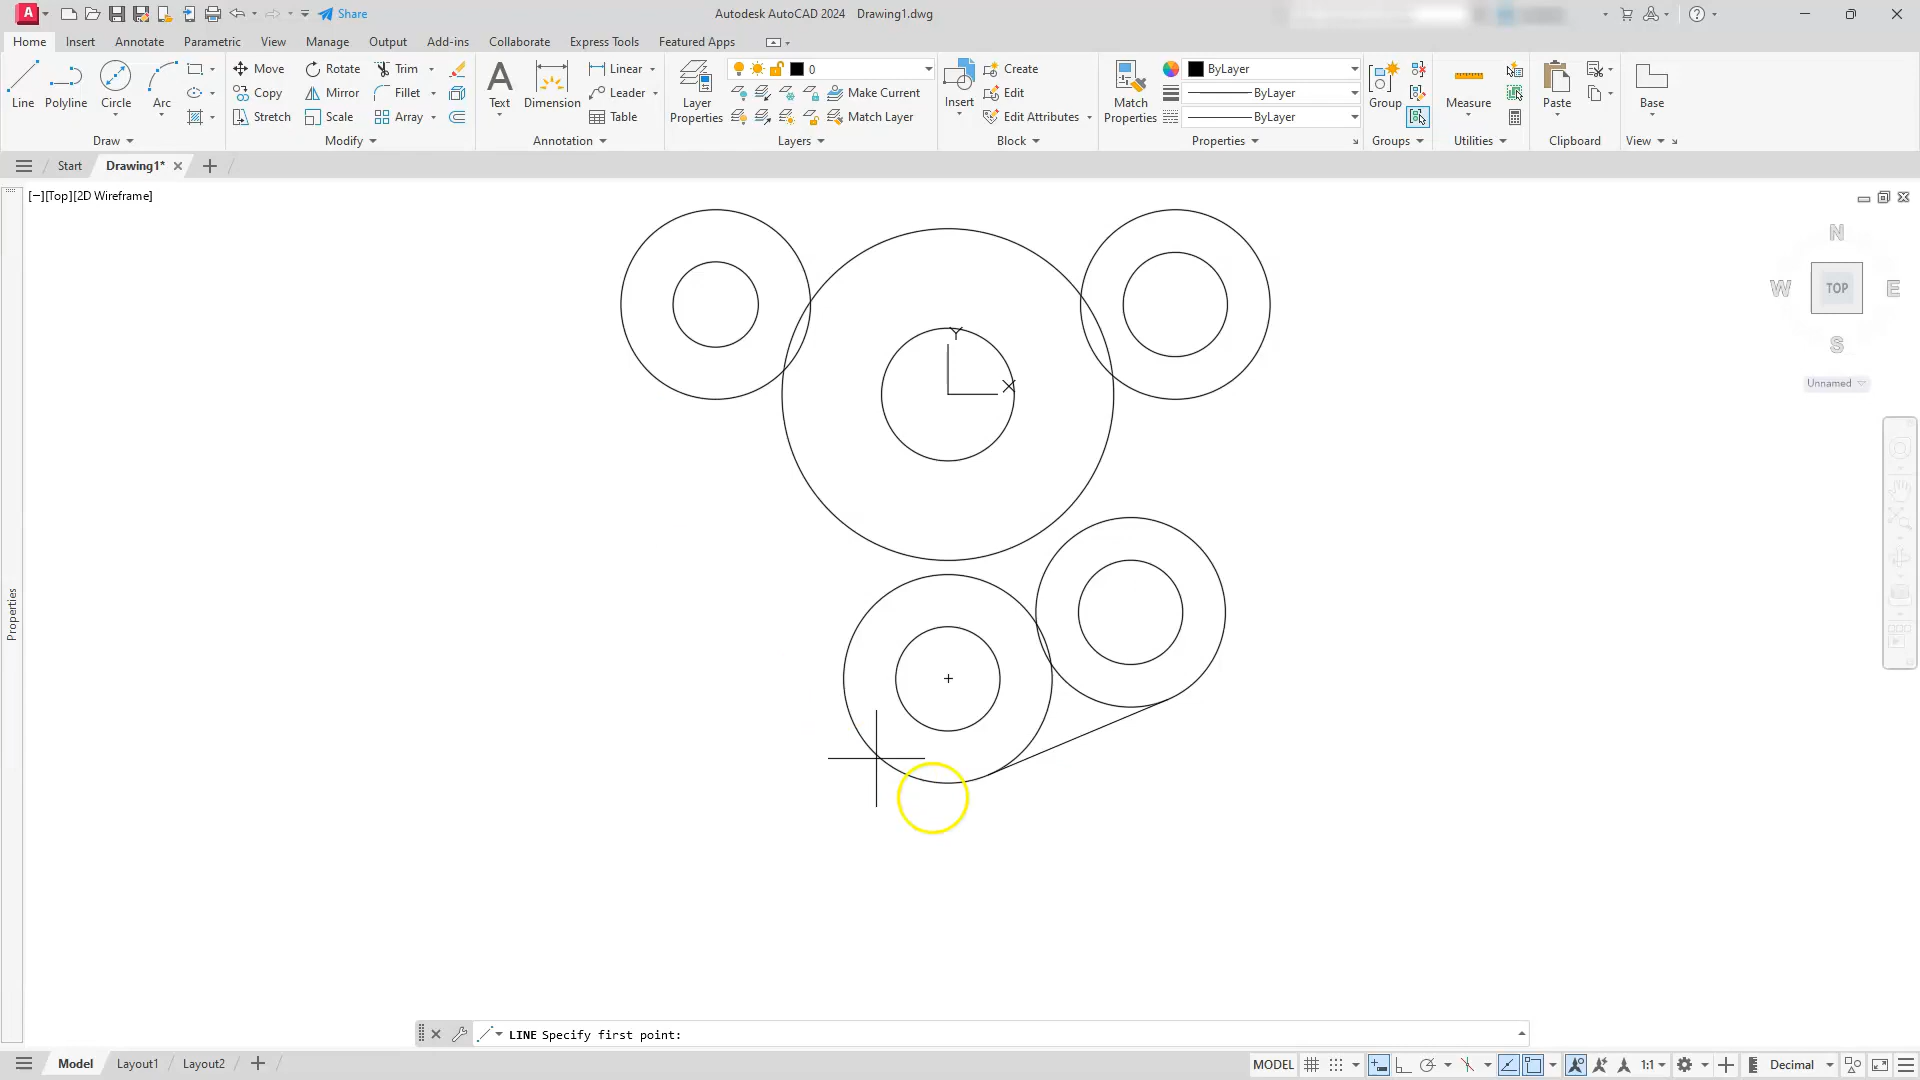 A Share Autodesk AutoCAD 2024 Drawing1.dwg
Home Insert Annotate Parametric View Manage Output Add-ins Collaborate Express Tools Featured Apps
Line Polyline Circle Arc
Move Rotate Trim
Copy Mirror Fillet
Stretch Scale Array
Text Dimension
Linear
Leader
Table
Layer Properties
0
Make Current
Match Layer
Insert
Create
Edit
Edit Attributes
Match Properties
ByLayer
ByLayer
ByLayer
Group
Measure
Paste
Base
Draw Modify Annotation Layers Block Properties Groups Utilities Clipboard View
Start Drawing1* 
[−][Top][2D Wireframe]
N
W TOP E
S
Unnamed
Y
X
Properties
LINE Specify first point:
Model Layout1 Layout2 MODEL 1:1 Decimal